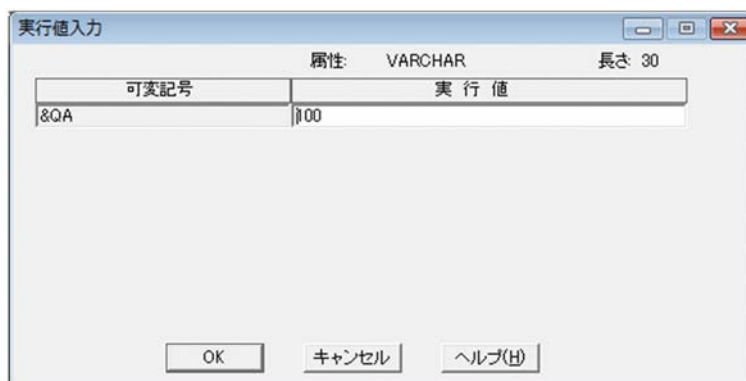 実行値入力
属性: VARCHAR 長さ: 30
可変記号 実 行 値
&QA 100
OK キャンセル ヘルプ(H)